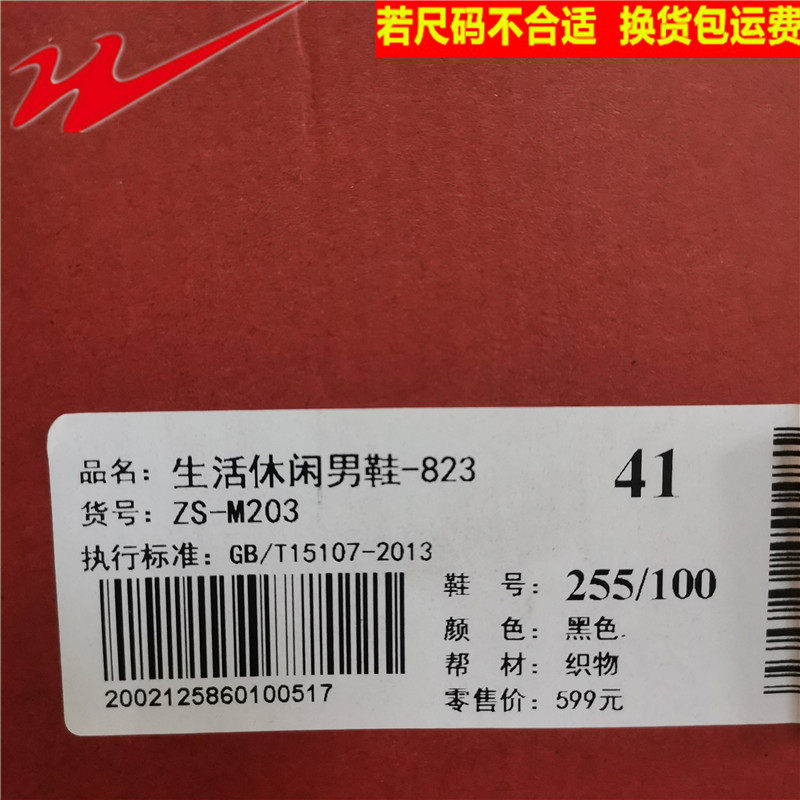 若尺码不合适 换货包运费
品名：生活休闲男鞋-823
41
货号：ZS-M203
执行标准：GB/T15107-2013
鞋 号：255/100
颜 色：黑色
帮 材：织物
零售价：599元
2002125860100517